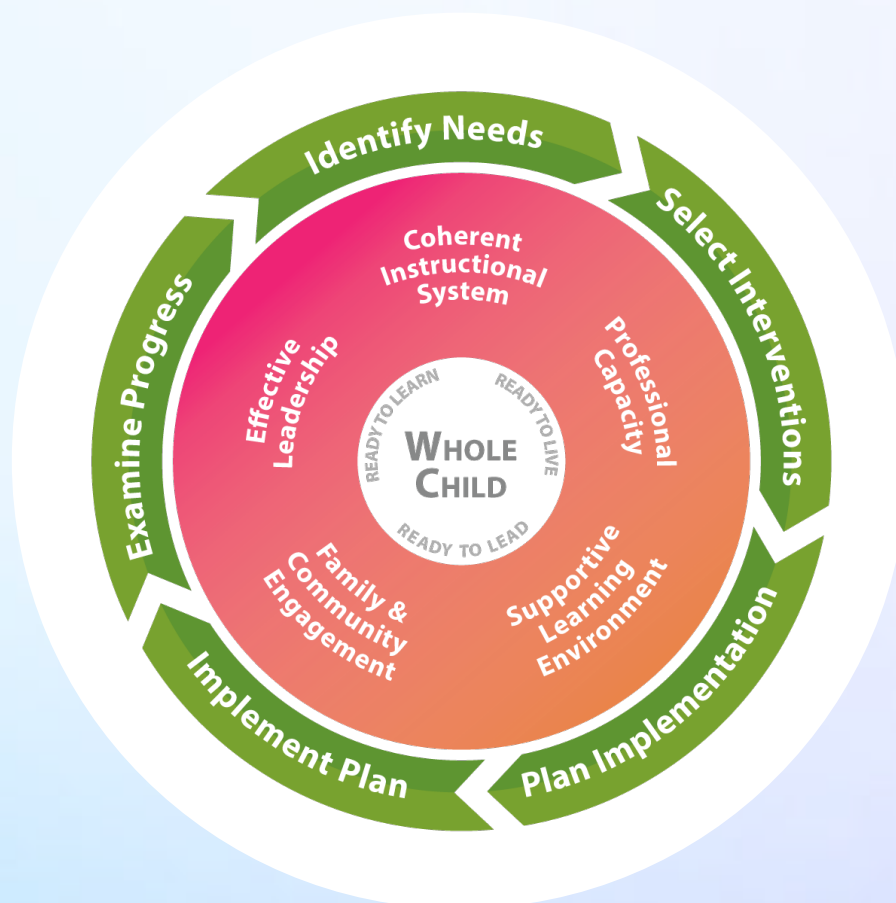 Identify Needs
Select Interventions
Plan Implementation
Implement Plan
Examine Progress
Coherent
Instructional
System
Professional
Capacity
Supportive
Learning
Environment
Family &
Community
Engagement
Effective
Leadership
READY TO LEARN
READY TO LIVE
READY TO LEAD
WHOLE
CHILD